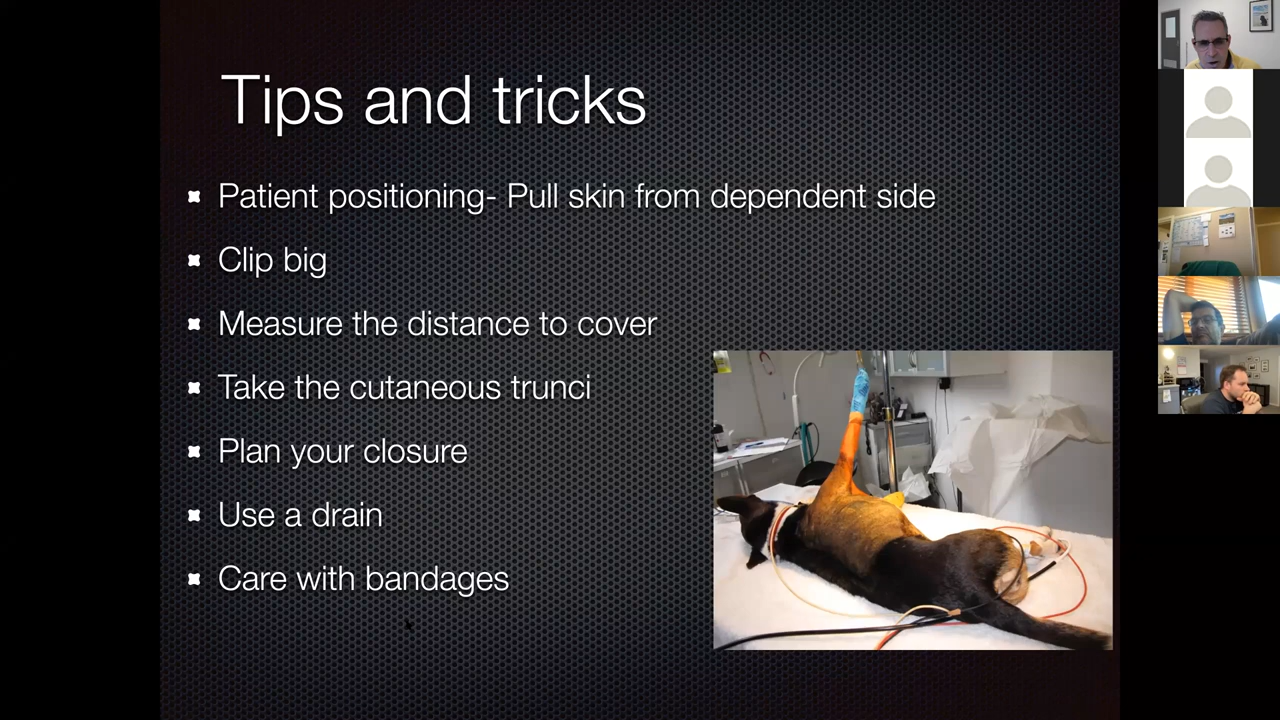 Tips and tricks
Patient positioning- Pull skin from dependent side
Clip big
Measure the distance to cover
Take the cutaneous trunci
Plan your closure
Use a drain
Care with bandages